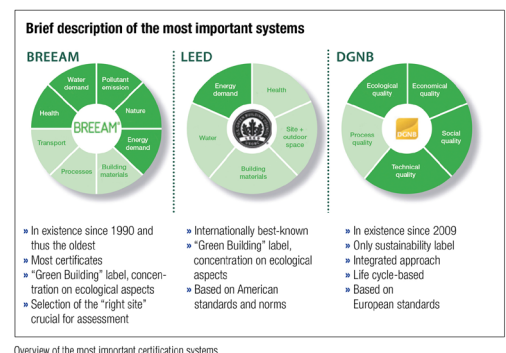 Brief description of the most important systems
BREEAM
Water
demand
Pollutant
emission
Health
Nature
BREEAM®
Transport
Energy
demand
Processes
Building
materials
» In existence since 1990 and
thus the oldest
» Most certificates
» “Green Building” label, concen-
tration on ecological aspects
» Selection of the “right site”
crucial for assessment
LEED
Energy
demand
Health
Water
Site +
outdoor
space
Building
materials
» Internationally best-known
» “Green Building” label,
concentration on ecological
aspects
» Based on American
standards and norms
DGNB
Ecological
quality
Economical
quality
Process
quality
DGNB
Social
quality
Technical
quality
» In existence since 2009
» Only sustainability label
» Integrated approach
» Life cycle-based
» Based on
European standards
Overview of the most important certification systems